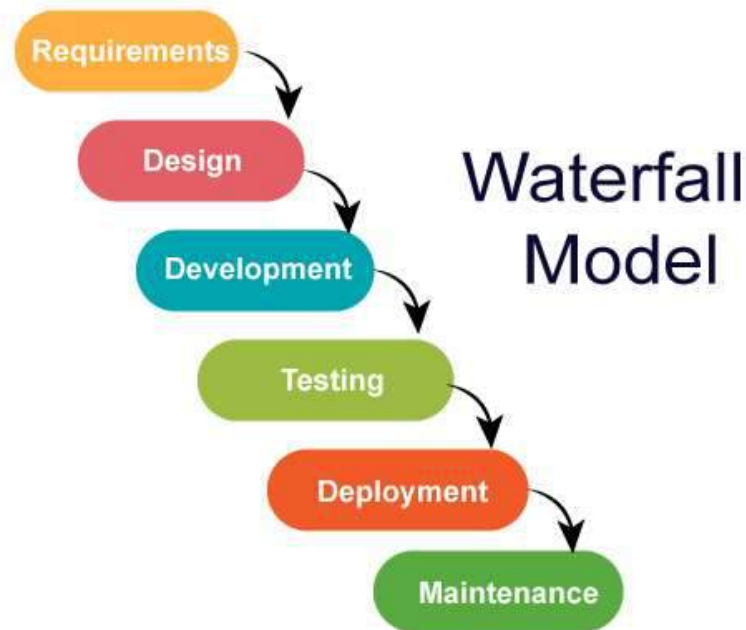 Requirements
Design
Waterfall
Model
Development
Testing
Deployment
Maintenance